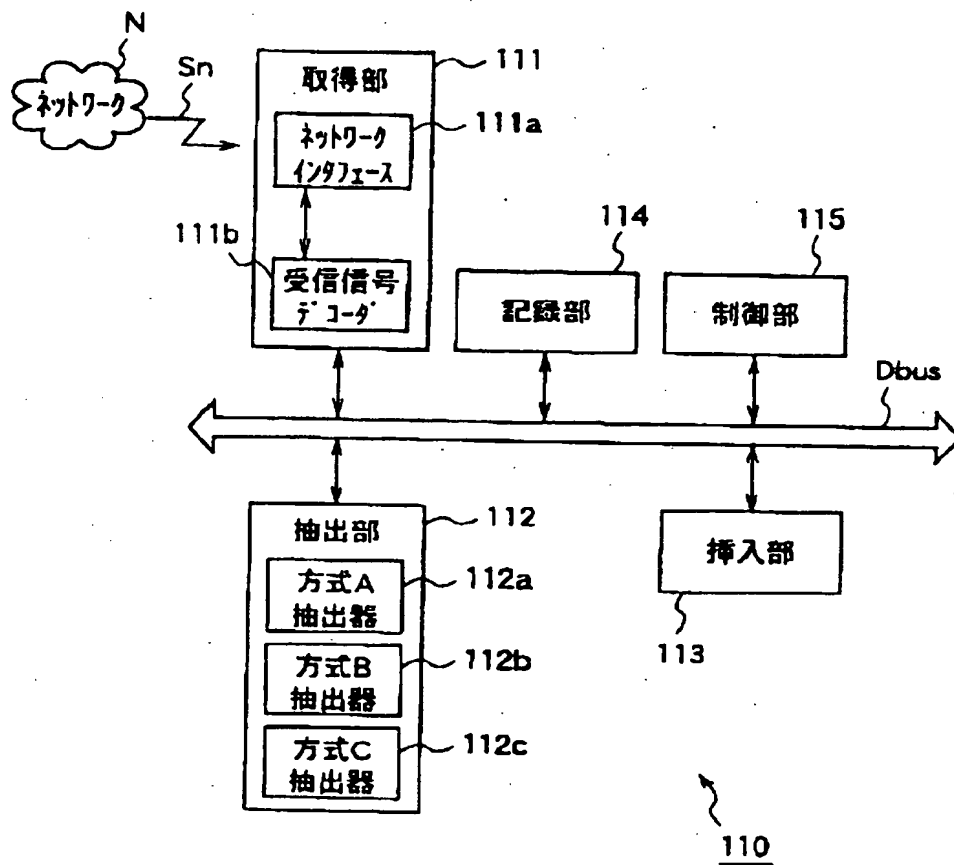 N
ネットワーク
Sn
取得部
111
ネットワーク
インタフェース
111a
111b
受信信号
デコーダ
114
記録部
115
制御部
Dbus
抽出部
112
方式A
抽出器
112a
方式B
抽出器
112b
方式C
抽出器
112c
挿入部
113
110